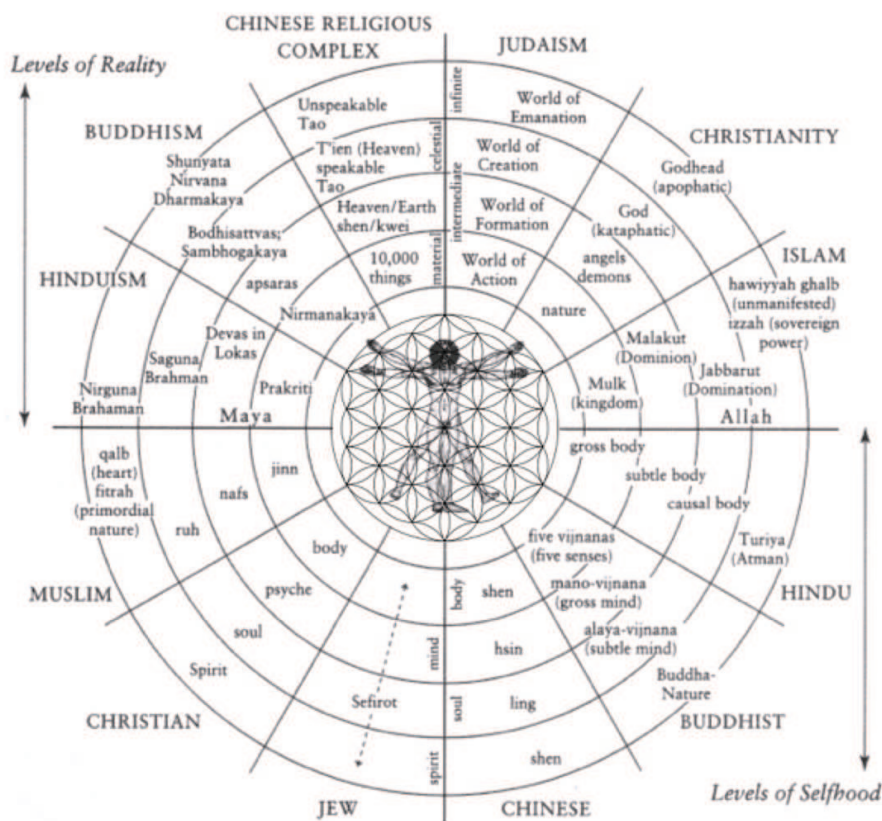 CHINESE RELIGIOUS
COMPLEX
JUDAISM
Levels of Reality
infinite
Unspeakable
Tao
World of
Emanation
BUDDHISM
CHRISTIANITY
celestial
T'ien (Heaven)
speakable
Tao
World of
Creation
Shunyata
Nirvana
Dharmakaya
Godhead
(apophatic)
intermediate
Heaven/Earth
shen/kwei
World of
Formation
Bodhisattvas;
Sambhogakaya
God
(kataphatic)
material
10,000
things
World of
Action
apsaras
angels
demons
HINDUISM
ISLAM
hawiyyah ghalb
(unmanifested)
izzah (sovereign
power)
Nirmanakaya
nature
Devas in
Lokas
Malakut
(Dominion)
Saguna
Brahman
Jabbarut
(Domination)
Nirguna
Brahaman
Prakriti
Mulk
(kingdom)
Maya
Allah
qalb
(heart)
fitrah
(primordial
nature)
jinn
gross body
nafs
subtle body
ruh
causal body
body
five vijnanas
(five senses)
Turiya
(Atman)
MUSLIM
psyche
body
shen
mano-vijnana
(gross mind)
HINDU
soul
mind
hsin
alaya-vijnana
(subtle mind)
Spirit
Sefirot
soul
ling
Buddha-
Nature
CHRISTIAN
BUDDHIST
spirit
shen
Levels of Selfhood
JEW
CHINESE